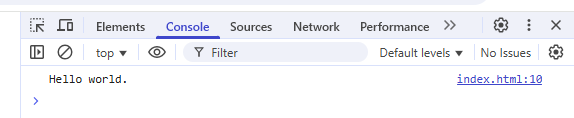 Elements Console Sources Network Performance
top Filter Default levels No Issues
Hello world. index.html:10